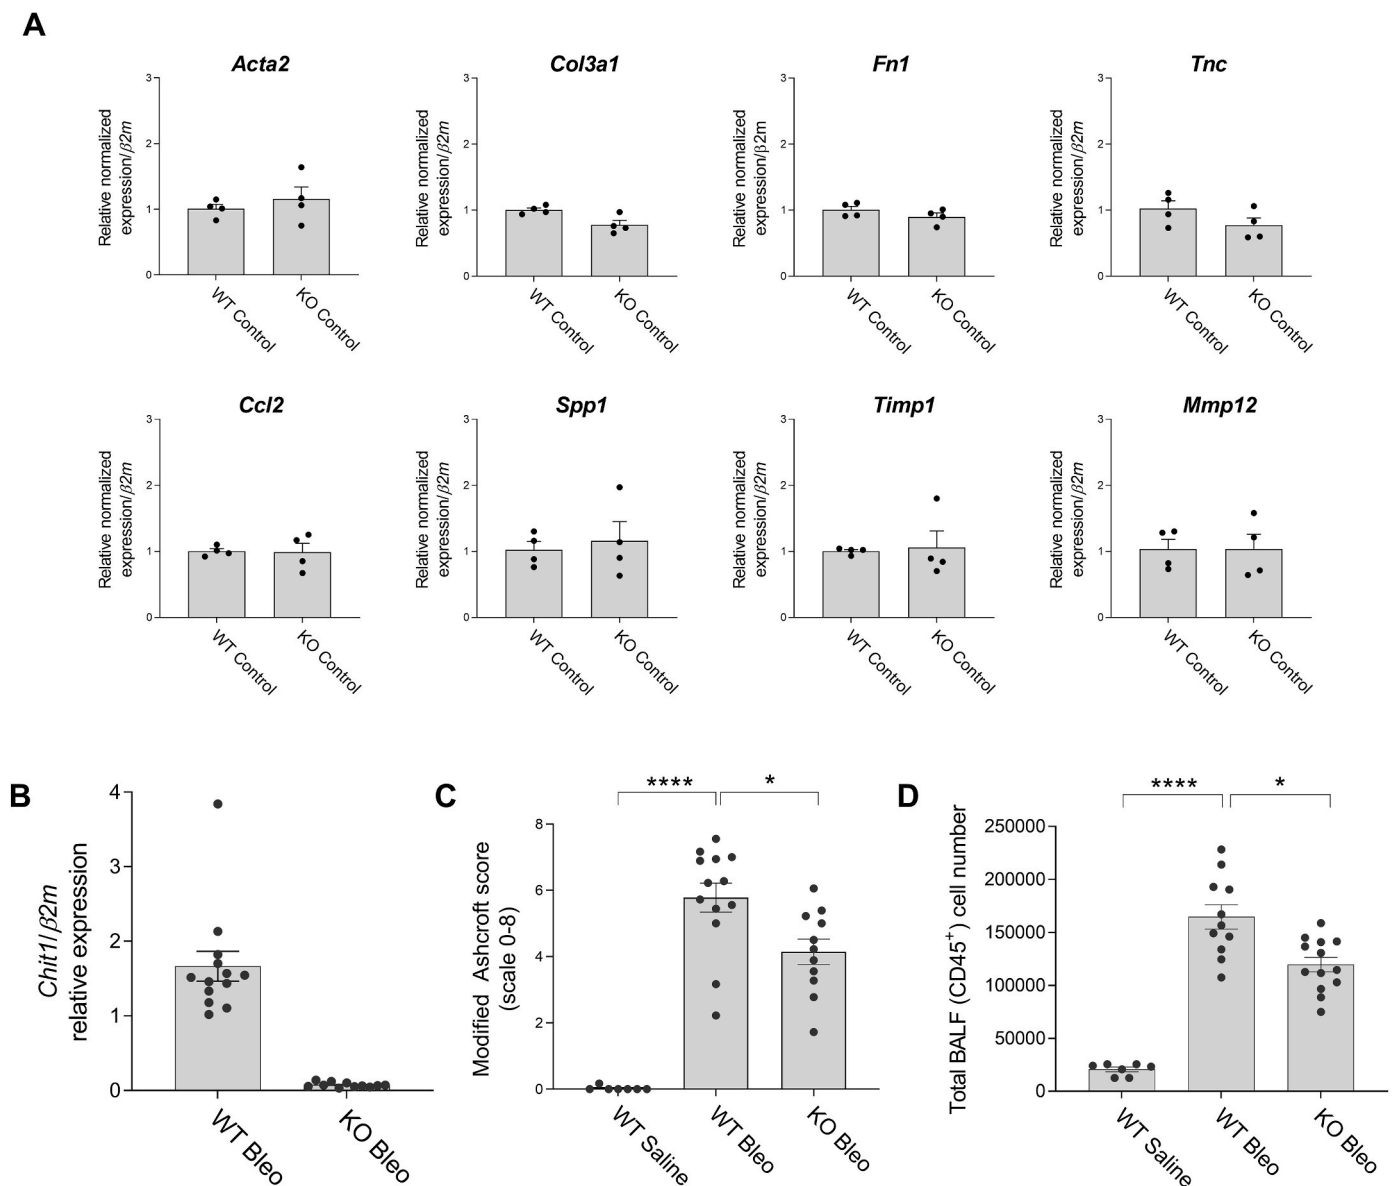 A
Acta2
Col3a1
Fn1
Tnc
Relative normalized
expression/β2m
3
2
1
0
WT Control
KO Control
Relative normalized
expression/β2m
3
2
1
0
WT Control
KO Control
Relative normalized
expression/β2m
3
2
1
0
WT Control
KO Control
Relative normalized
expression/β2m
3
2
1
0
WT Control
KO Control
Ccl2
Spp1
Timp1
Mmp12
Relative normalized
expression/β2m
3
2
1
0
WT Control
KO Control
Relative normalized
expression/β2m
3
2
1
0
WT Control
KO Control
Relative normalized
expression/β2m
3
2
1
0
WT Control
KO Control
Relative normalized
expression/β2m
3
2
1
0
WT Control
KO Control
B
Chit1/β2m
relative expression
4
3
2
1
0
WT Bleo
KO Bleo
C
**** *
Modified Ashcroft score
(scale 0-8)
8
6
4
2
0
WT Saline
WT Bleo
KO Bleo
D
**** *
Total BALF (CD45+) cell number
250000
200000
150000
100000
50000
0
WT Saline
WT Bleo
KO Bleo